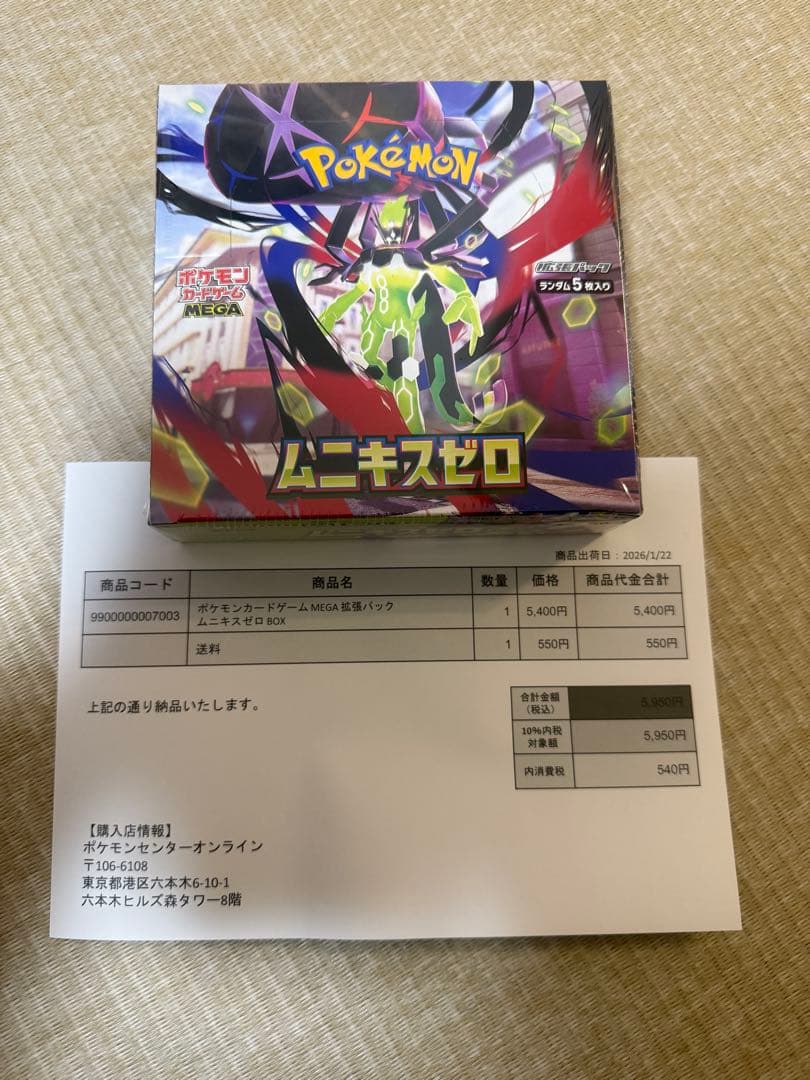 POKéMON
ポケモン
カードゲーム
MEGA
拡張パック
ランダム5枚入り
ムニキスゼロ
商品出荷日：2026/1/22
商品コード 商品名 数量 価格 商品代金合計
9900000007003 ポケモンカードゲーム MEGA 拡張パック 1 5,400円 5,400円
ムニキスゼロ BOX
送料 1 550円 550円
上記の通り納品いたします。
合計金額
（税込） 5,950円
10%内税
対象額 5,950円
内消費税 540円
【購入店情報】
ポケモンセンターオンライン
〒106-6108
東京都港区六本木6-10-1
六本木ヒルズ森タワー8階